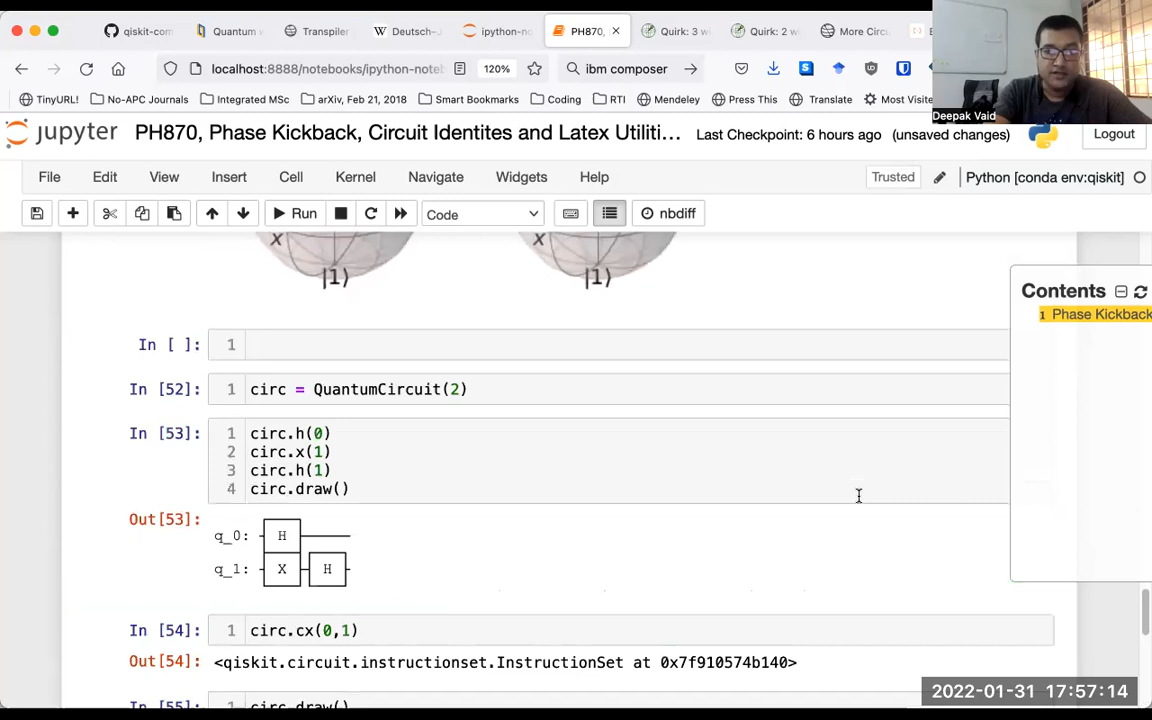 qiskit-com
Quantum
Transpiler
Deutsch-J
ipython-no
PH870,
Quirk: 3 w
Quirk: 2 w
More Circ
localhost:8888/notebooks/ipython-note
120%
ibm composer
TinyURL!
No-APC Journals
Integrated MSc
arXiv, Feb 21, 2018
Smart Bookmarks
Coding
RTI
Mendeley
Press This
Translate
Most Visite
Deepak Vaid
jupyter
PH870, Phase Kickback, Circuit Identites and Latex Utiliti...
Last Checkpoint: 6 hours ago
(unsaved changes)
Logout
File
Edit
View
Insert
Cell
Kernel
Navigate
Widgets
Help
Trusted
Python [conda env:qiskit]
Run
Code
nbdiff
x
|1⟩
x
|1⟩
Contents
1 Phase Kickback
In [ ]:
1
In [52]:
1 circ = QuantumCircuit(2)
In [53]:
1 circ.h(0)
2 circ.x(1)
3 circ.h(1)
4 circ.draw()
Out[53]:
q_0: H
q_1: X H
In [54]:
1 circ.cx(0,1)
Out[54]:
<qiskit.circuit.instructionset.InstructionSet at 0x7f910574b140>
In [55]:
1 circ.draw()
2022-01-31 17:57:14